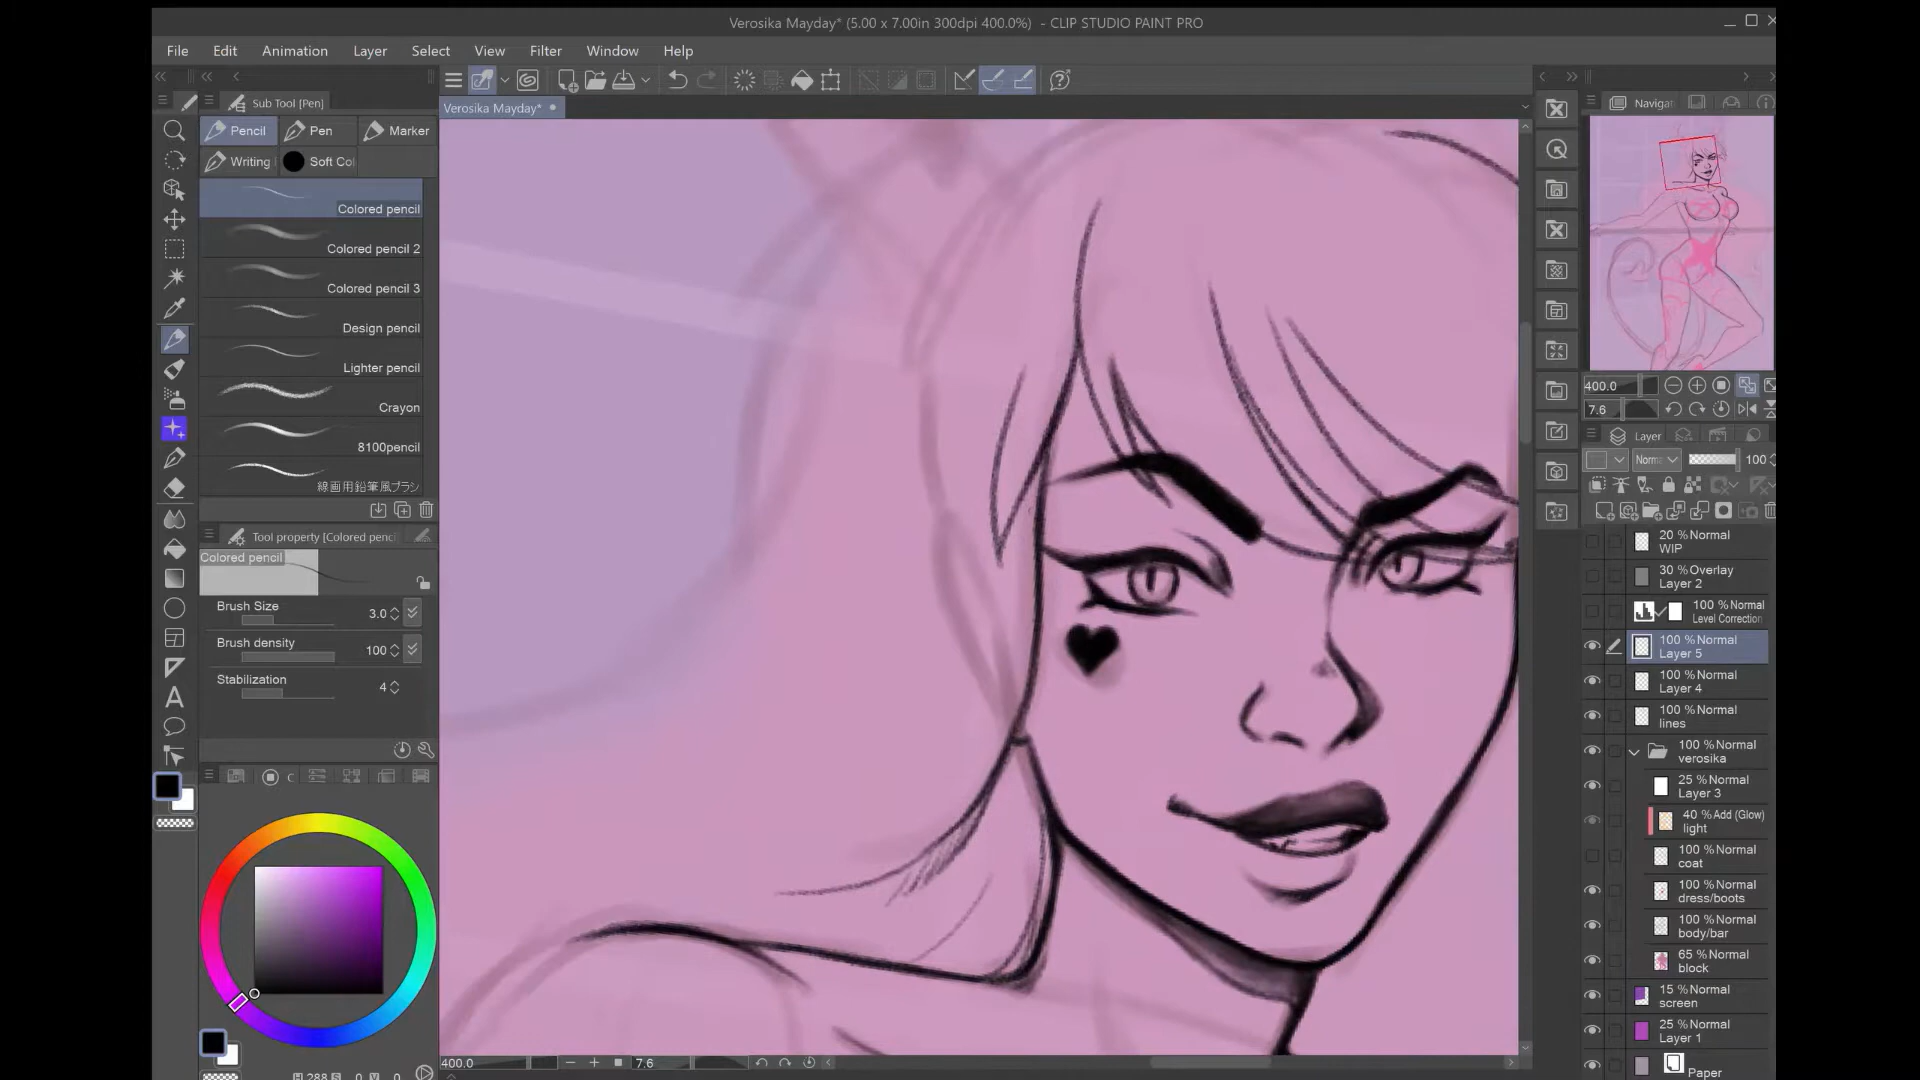 Verosika Mayday* (5.00 x 7.00in 300dpi 400.0%) - CLIP STUDIO PAINT PRO
File Edit Animation Layer Select View Filter Window Help
Sub Tool [Pen]
Verosika Mayday*
Navigat
Pencil Pen Marker
Writing Soft Col
Colored pencil
Colored pencil 2
Colored pencil 3
Design pencil
Lighter pencil
Crayon
8100pencil
線画用鉛筆風ブラシ
Tool property [Colored penci
Colored pencil
Brush Size 3.0
Brush density 100
Stabilization 4
H 288 S 0 V 0
400.0 7.6
400.0
7.6
Layer
Norma 100
20 % Normal
WIP
30 % Overlay
Layer 2
100 % Normal
Level Correction
100 % Normal
Layer 5
100 % Normal
Layer 4
100 % Normal
lines
100 % Normal
verosika
25 % Normal
Layer 3
40 % Add (Glow)
light
100 % Normal
coat
100 % Normal
dress/boots
100 % Normal
body/bar
65 % Normal
block
15 % Normal
screen
25 % Normal
Layer 1
Paper